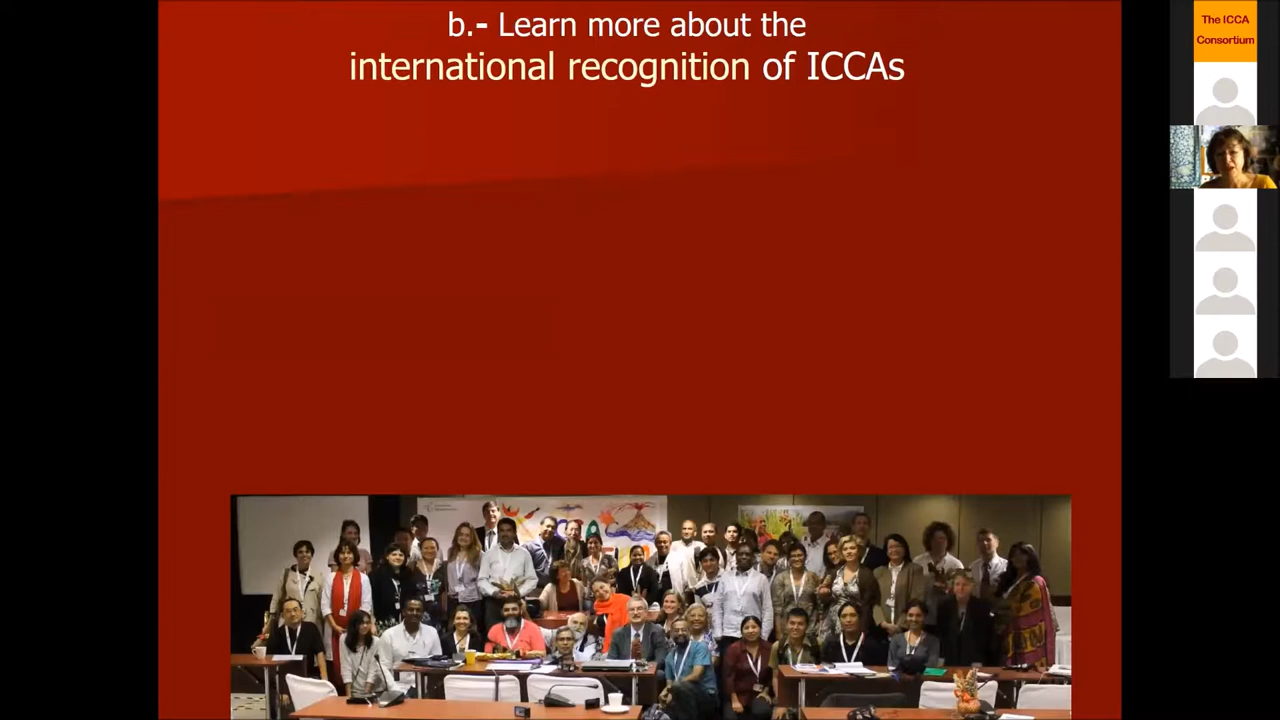 b.- Learn more about the
international recognition of ICCAs
The ICCA
Consortium